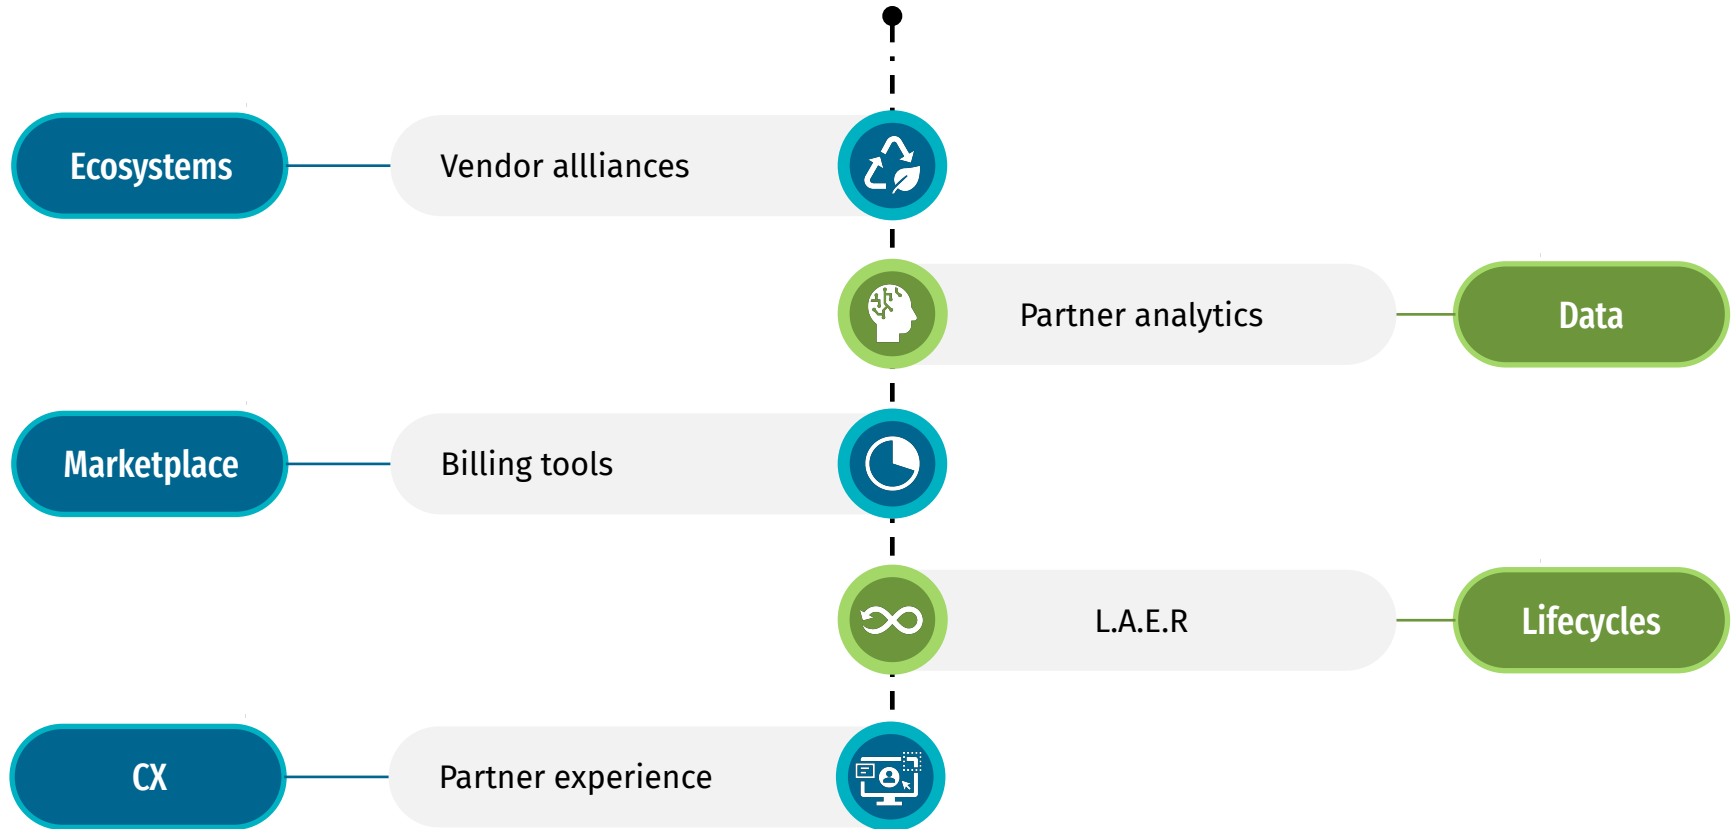 Ecosystems
Vendor allliances
Partner analytics
Data
Marketplace
Billing tools
L.A.E.R
Lifecycles
CX
Partner experience